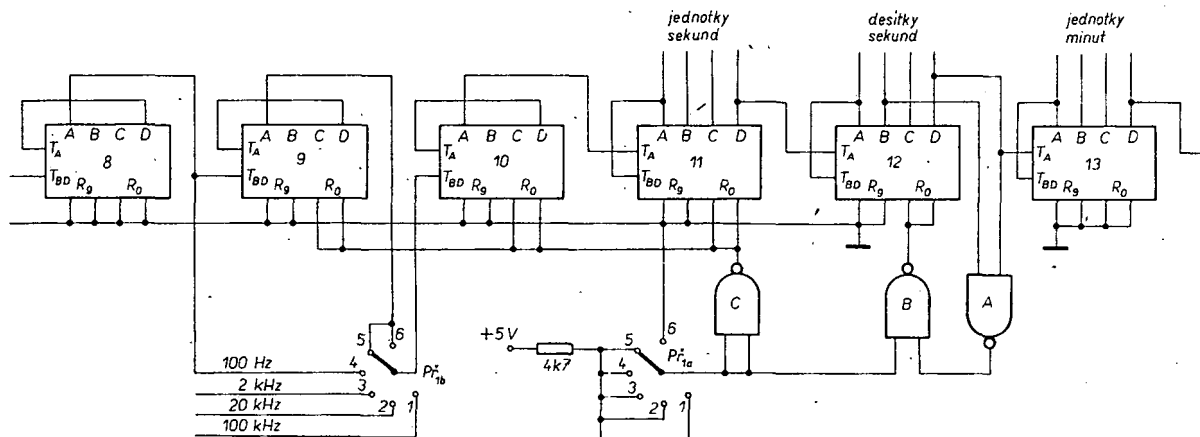 jednotky
sekund
desítky
sekund
jednotky
minut
A B C D
T_A
8
T_BD R_9 R_0
A B C D
T_A
9
T_BD R_9 R_0
A B C D
T_A
10
T_BD R_9 R_0
A B C D
T_A
11
T_BD R_9 R_0
A B C D
T_A
12
T_BD R_9 R_0
A B C D
T_A
13
T_BD R_9 R_0
C
B
A
+5V
4k7
5
6
4
3
2
1
Př_1b
100 Hz
2 kHz
20 kHz
100 kHz
5
6
4
3
2
1
Př_1a